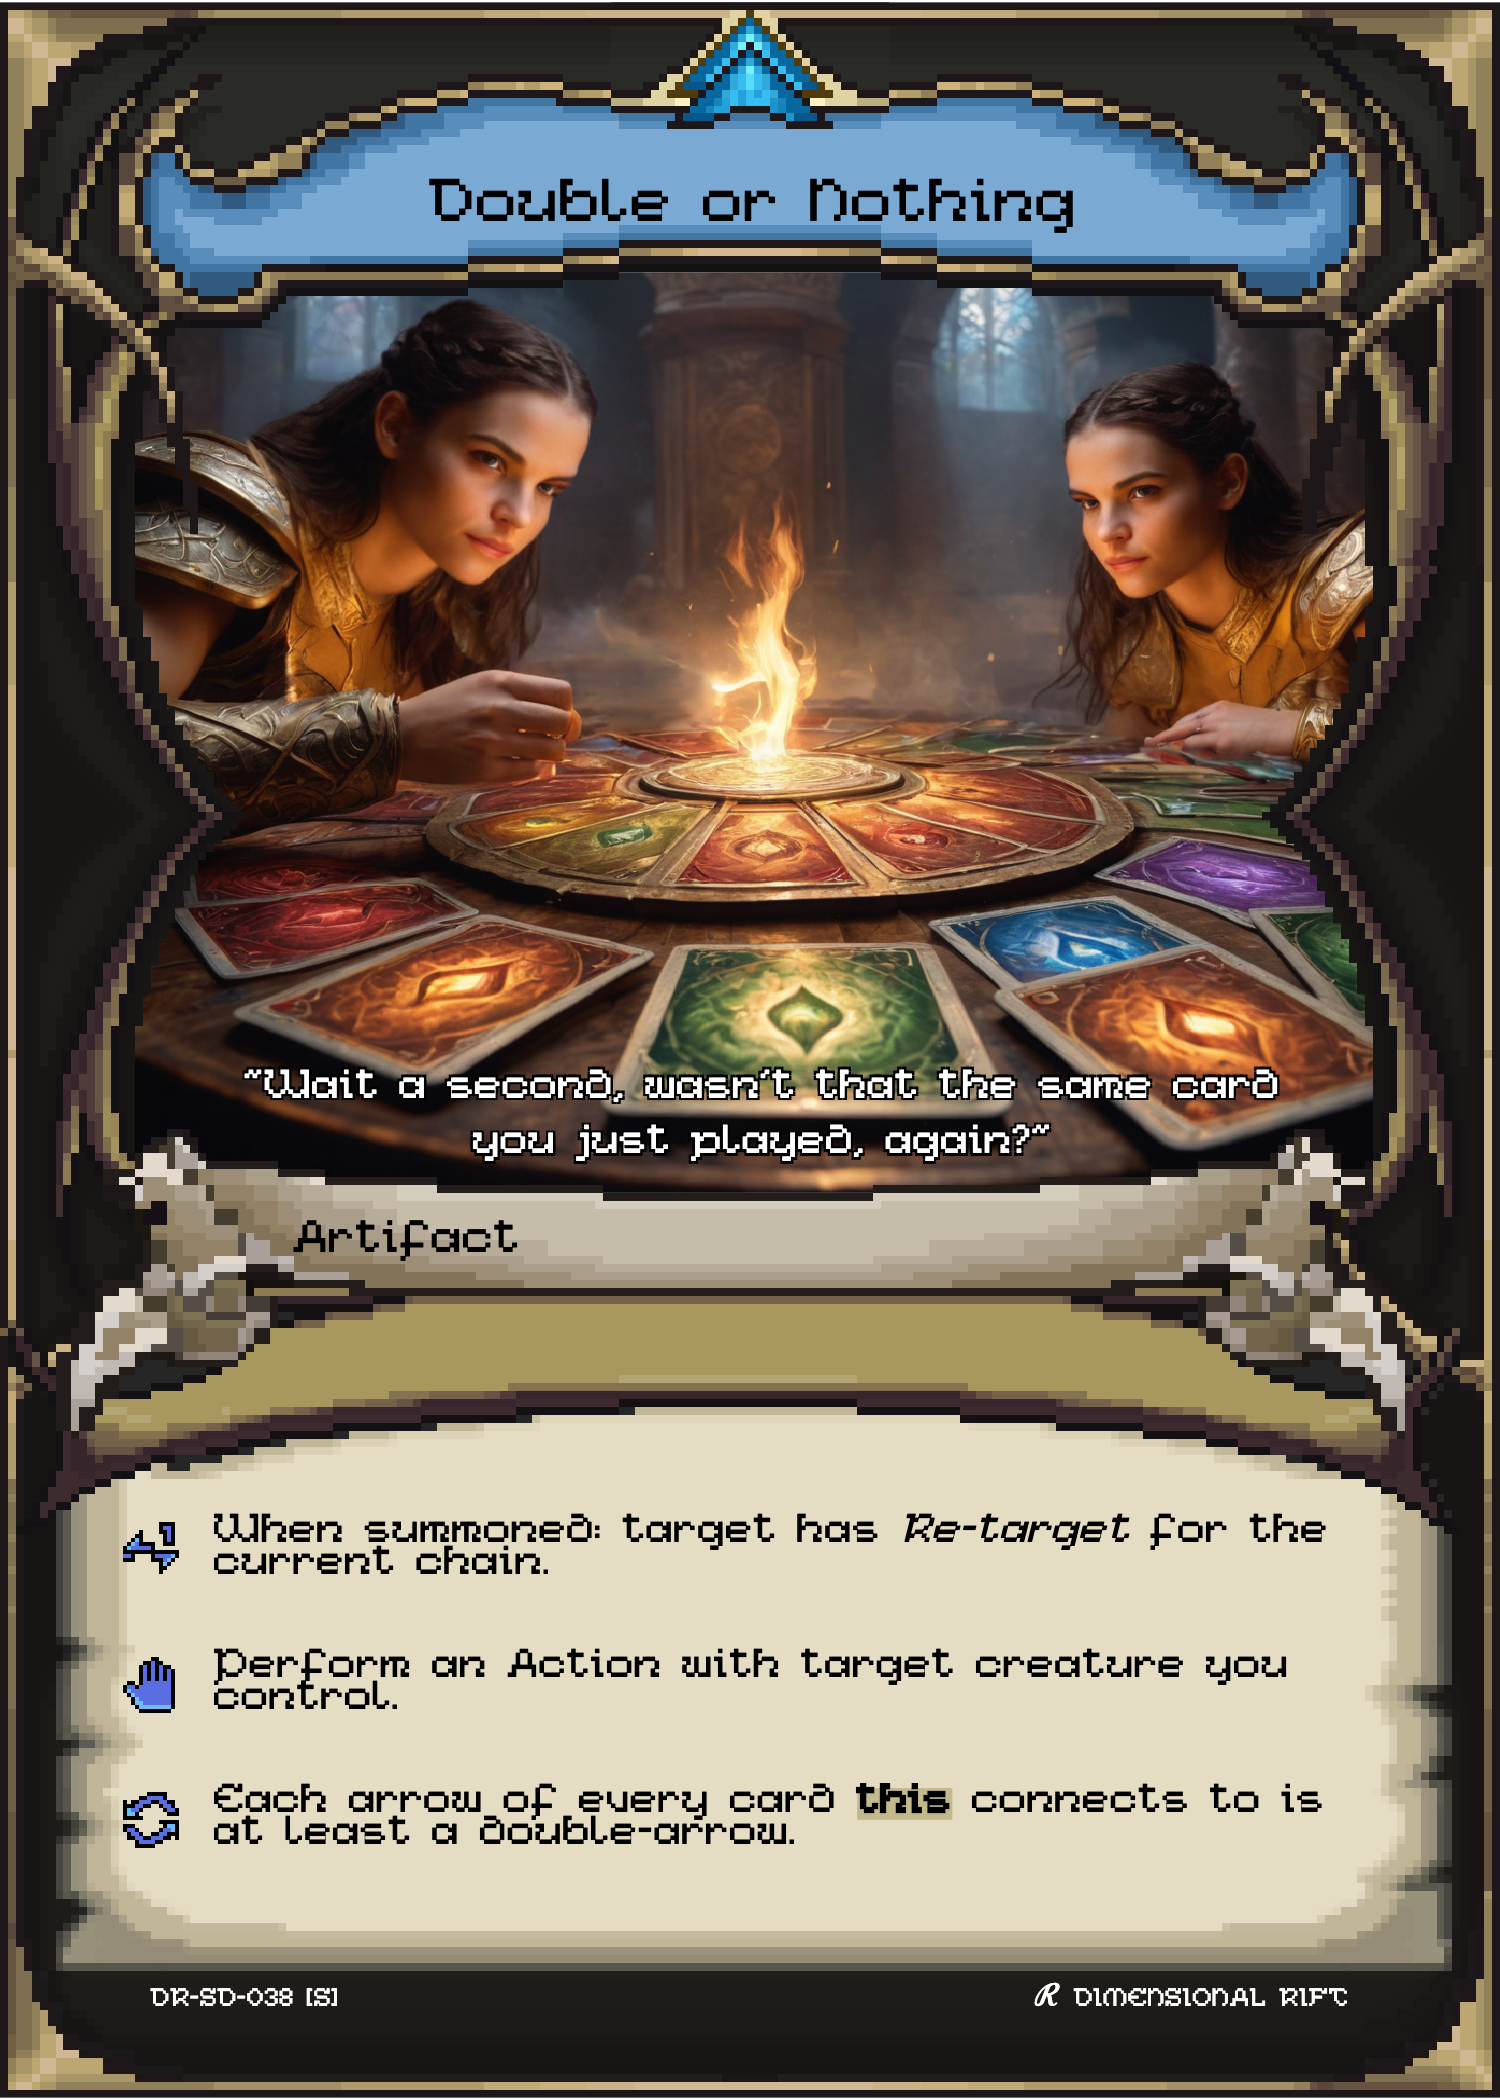 Double or Nothing
"Wait a second, wasn't that the same card
you just played, again?"
Artifact
When summoned: target has Re-target for the
current chain.
Perform an Action with target creature you
control.
Each arrow of every card this connects to is
at least a double-arrow.
DR-SD-038 [S]
R DIMENSIONAL RIFT